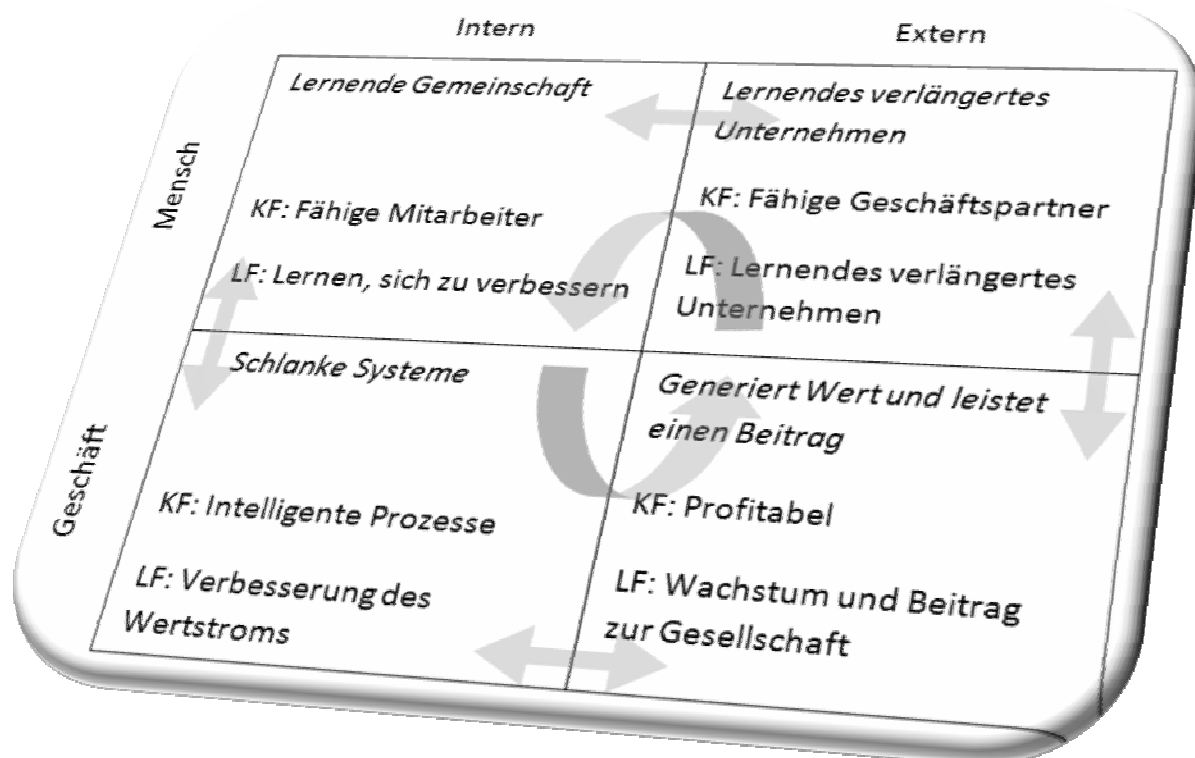 Intern
Extern
Mensch
Lernende Gemeinschaft
KF: Fähige Mitarbeiter
LF: Lernen, sich zu verbessern
Lernendes verlängertes
Unternehmen
KF: Fähige Geschäftspartner
LF: Lernendes verlängertes
Unternehmen
Geschäft
Schlanke Systeme
KF: Intelligente Prozesse
LF: Verbesserung des
Wertstroms
Generiert Wert und leistet
einen Beitrag
KF: Profitabel
LF: Wachstum und Beitrag
zur Gesellschaft